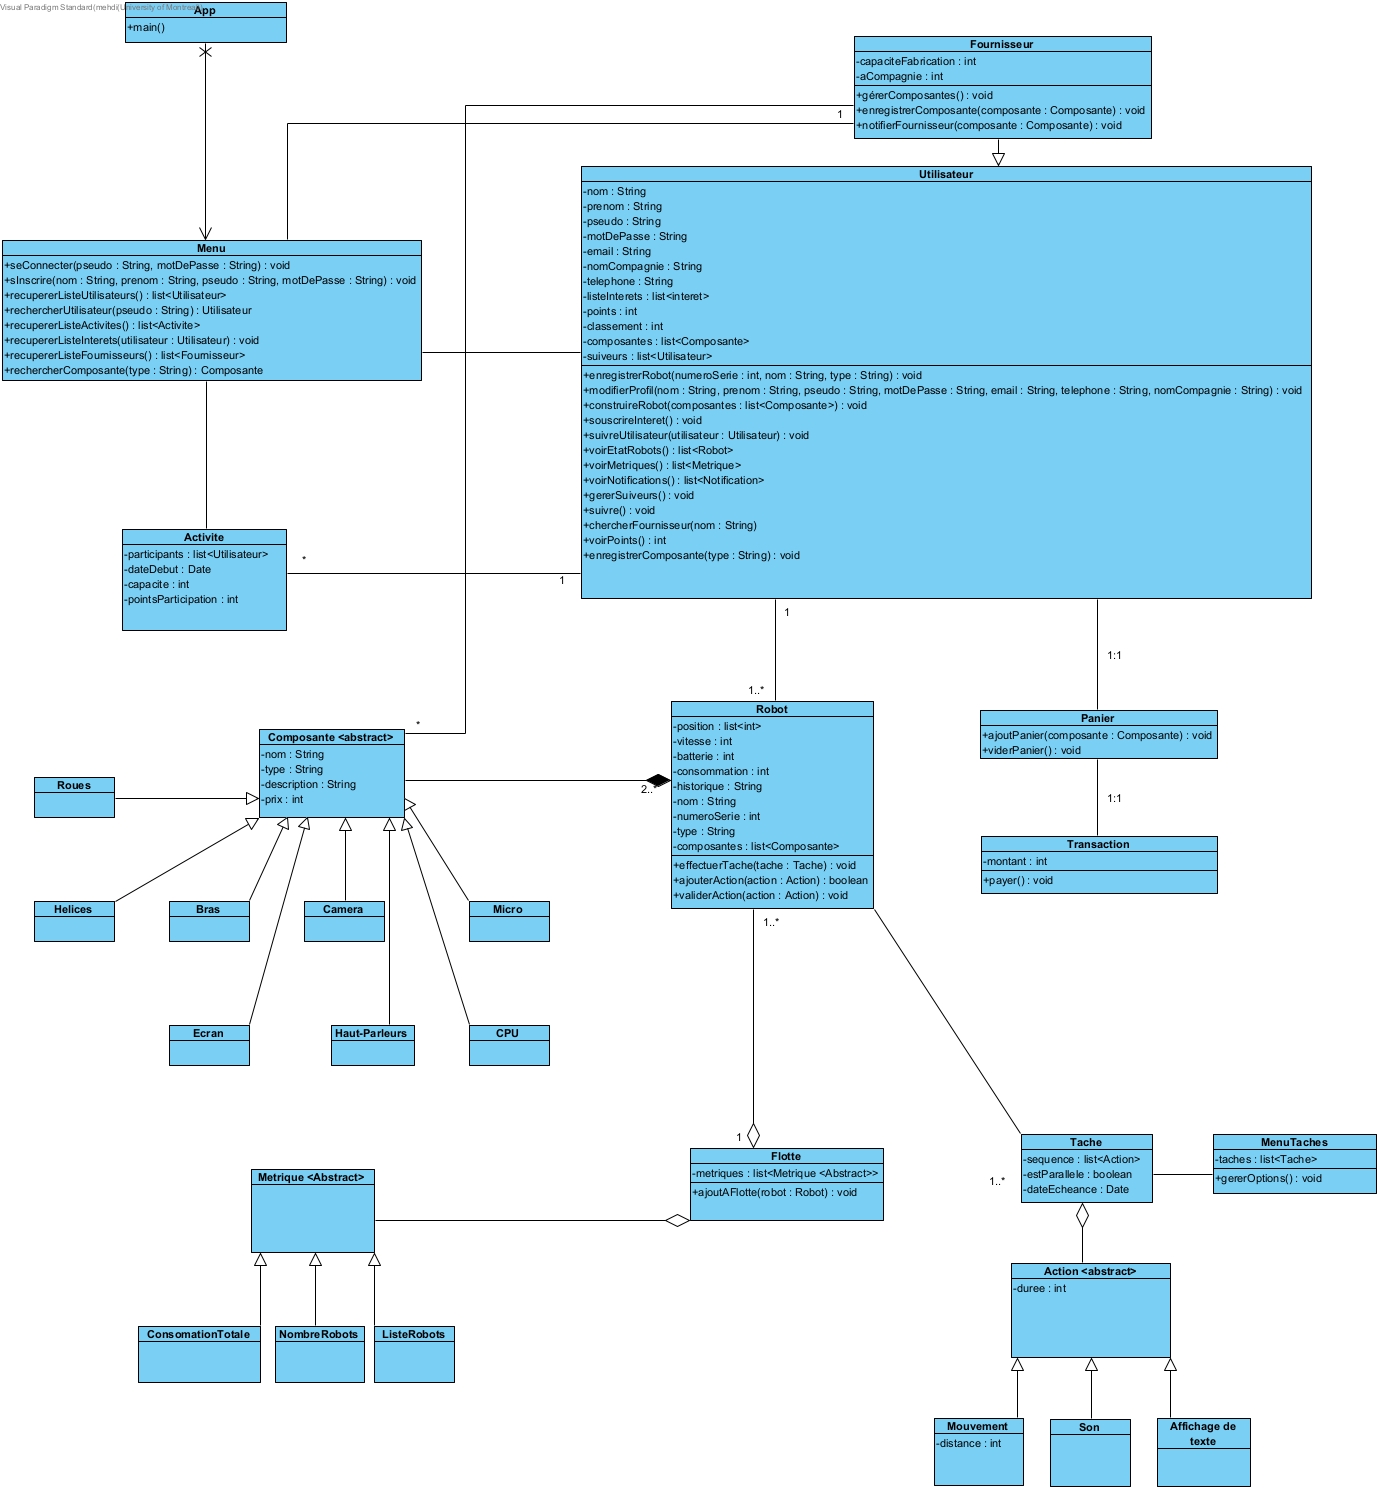 Visual Paradigm Standard(mehdi(University of Montreal))
App
+main()
Fournisseur
-capaciteFabrication : int
-aCompagnie : int
+gérerComposantes() : void
+enregistrerComposante(composante : Composante) : void
+notifierFournisseur(composante : Composante) : void
1
Utilisateur
-nom : String
-prenom : String
-pseudo : String
-motDePasse : String
-email : String
-nomCompagnie : String
-telephone : String
-listeInterets : list<interet>
-points : int
-classement : int
-composantes : list<Composante>
-suiveurs : list<Utilisateur>
+enregistrerRobot(numeroSerie : int, nom : String, type : String) : void
+modifierProfil(nom : String, prenom : String, pseudo : String, motDePasse : String, email : String, telephone : String, nomCompagnie : String) : void
+construireRobot(composantes : list<Composante>) : void
+souscrireInteret() : void
+suivreUtilisateur(utilisateur : Utilisateur) : void
+voirEtatRobots() : list<Robot>
+voirMetriques() : list<Metrique>
+voirNotifications() : list<Notification>
+gererSuiveurs() : void
+suivre() : void
+chercherFournisseur(nom : String)
+voirPoints() : int
+enregistrerComposante(type : String) : void
Menu
+seConnecter(pseudo : String, motDePasse : String) : void
+sInscrire(nom : String, prenom : String, pseudo : String, motDePasse : String) : void
+recupererListeUtilisateurs() : list<Utilisateur>
+rechercherUtilisateur(pseudo : String) : Utilisateur
+recupererListeActivites() : list<Activite>
+recupererListeInterets(utilisateur : Utilisateur) : void
+recupererListeFournisseurs() : list<Fournisseur>
+rechercherComposante(type : String) : Composante
Activite
-participants : list<Utilisateur>
-dateDebut : Date
-capacite : int
-pointsParticipation : int
*
1
1
1..*
1:1
Robot
-position : list<int>
-vitesse : int
-batterie : int
-consommation : int
-historique : String
-nom : String
-numeroSerie : int
-type : String
-composantes : list<Composante>
+effectuerTache(tache : Tache) : void
+ajouterAction(action : Action) : boolean
+validerAction(action : Action) : void
Panier
+ajoutPanier(composante : Composante) : void
+viderPanier() : void
1:1
Transaction
-montant : int
+payer() : void
*
Composante <abstract>
-nom : String
-type : String
-description : String
-prix : int
2..*
Roues
Helices
Bras
Camera
Micro
Ecran
Haut-Parleurs
CPU
1..*
1
Flotte
-metriques : list<Metrique <Abstract>>
+ajoutAFlotte(robot : Robot) : void
Metrique <Abstract>
ConsomationTotale
NombreRobots
ListeRobots
1..*
Tache
-sequence : list<Action>
-estParallele : boolean
-dateEcheance : Date
MenuTaches
-taches : list<Tache>
+gererOptions() : void
Action <abstract>
-duree : int
Mouvement
-distance : int
Son
Affichage de
texte